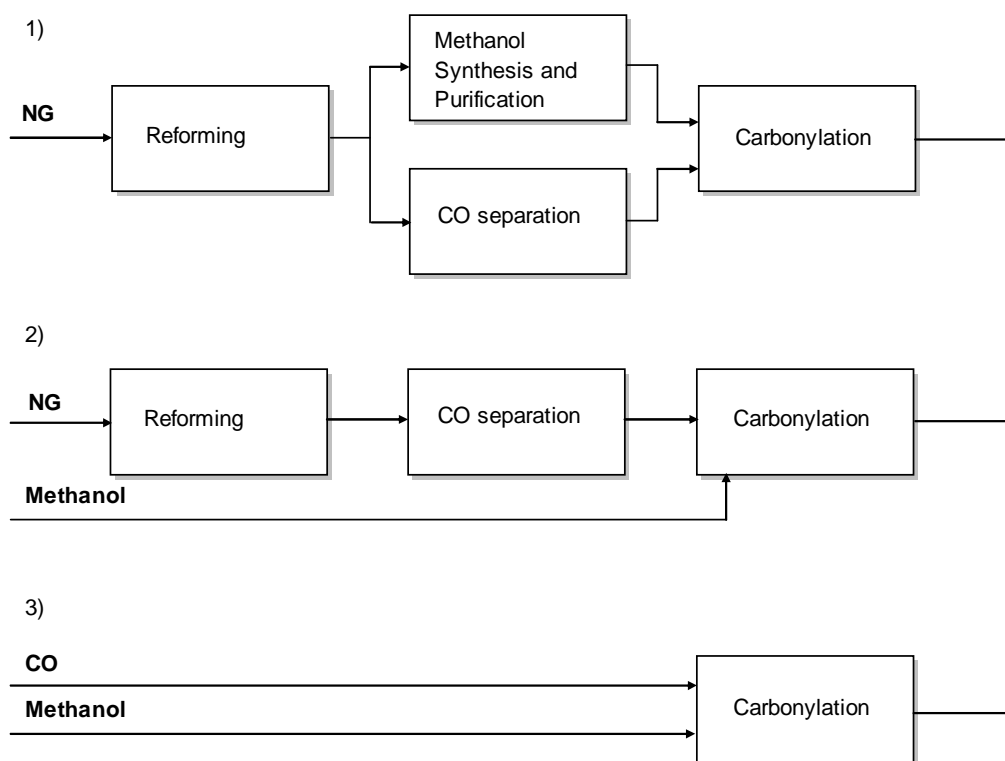 1)
NG
Reforming
Methanol
Synthesis and
Purification
CO separation
Carbonylation
2)
NG
Reforming
CO separation
Carbonylation
Methanol
3)
CO
Methanol
Carbonylation